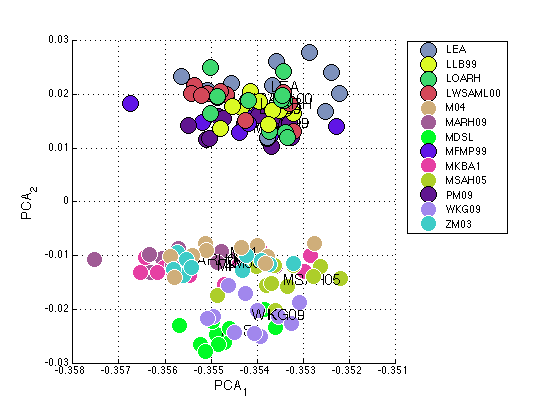 0.03
0.02
0.01
0
-0.01
-0.02
-0.03
PCA2
-0.358
-0.357
-0.356
-0.355
-0.354
-0.353
-0.352
-0.351
PCA1
LEA
MSAH05
WKG09
LEA
LLB99
LOARH
LWSAML00
M04
MARH09
MDSL
MFMP99
MKBA1
MSAH05
PM09
WKG09
ZM03